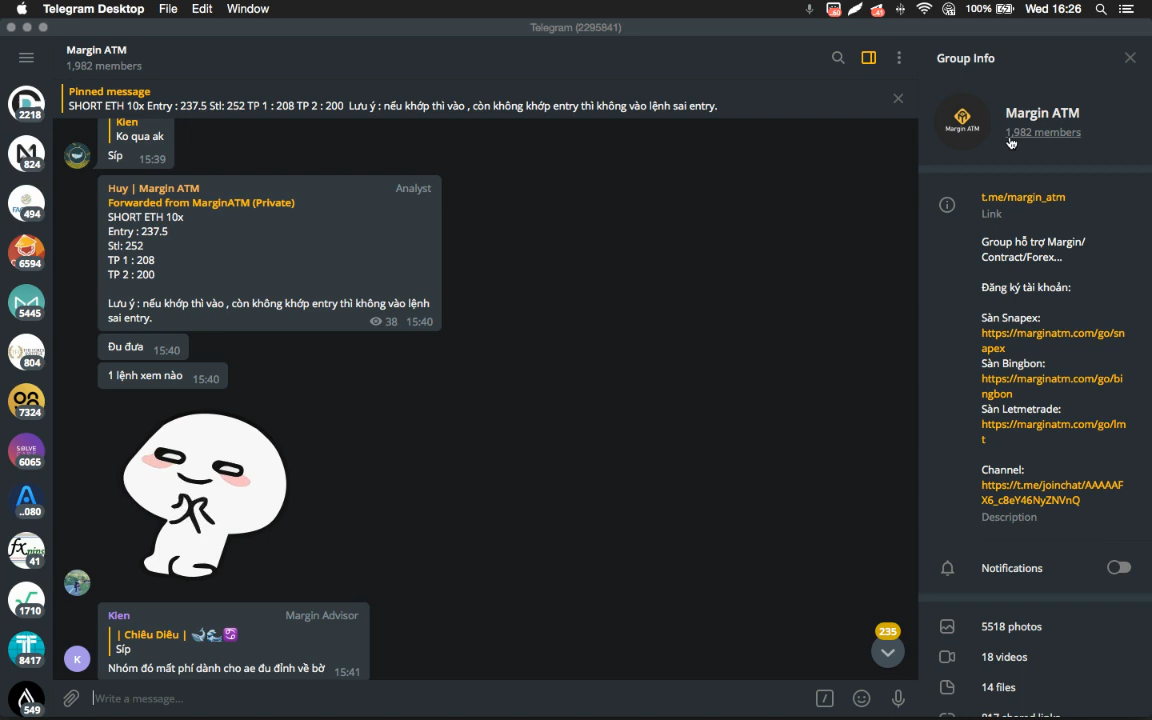 Telegram Desktop File Edit Window
60
41
100% Wed 16:26
Telegram (2295841)
Margin ATM
1,982 members
Pinned message
SHORT ETH 10x Entry : 237.5 Stl: 252 TP 1 : 208 TP 2 : 200 Lưu ý : nếu khớp thì vào , còn không khớp entry thì không vào lệnh sai entry.
2218
824
494
6594
5445
804
7324
SOLVE
6065
..080
fx
41
1710
8417
549
Kien
Ko qua ak
Síp 15:39
Huy | Margin ATM Analyst
Forwarded from MarginATM (Private)
SHORT ETH 10x
Entry : 237.5
Stl: 252
TP 1 : 208
TP 2 : 200
Lưu ý : nếu khớp thì vào , còn không khớp entry thì không vào lệnh
sai entry.
38 15:40
Đu đưa 15:40
1 lệnh xem nào 15:40
Kien Margin Advisor
| Chiêu Diêu |
Síp
Nhóm đó mất phí dành cho ae đu đỉnh về bờ 15:41
K
235
Write a message...
Group Info
Margin ATM
Margin ATM
1,982 members
t.me/margin_atm
Link
Group hỗ trợ Margin/
Contract/Forex...
Đăng ký tài khoản:
Sàn Snapex:
https://marginatm.com/go/sn
apex
Sàn Bingbon:
https://marginatm.com/go/bi
ngbon
Sàn Letmetrade:
https://marginatm.com/go/lm
t
Channel:
https://t.me/joinchat/AAAAAF
X6_c8eY46NyZNVnQ
Description
Notifications
5518 photos
18 videos
14 files
817 shared links